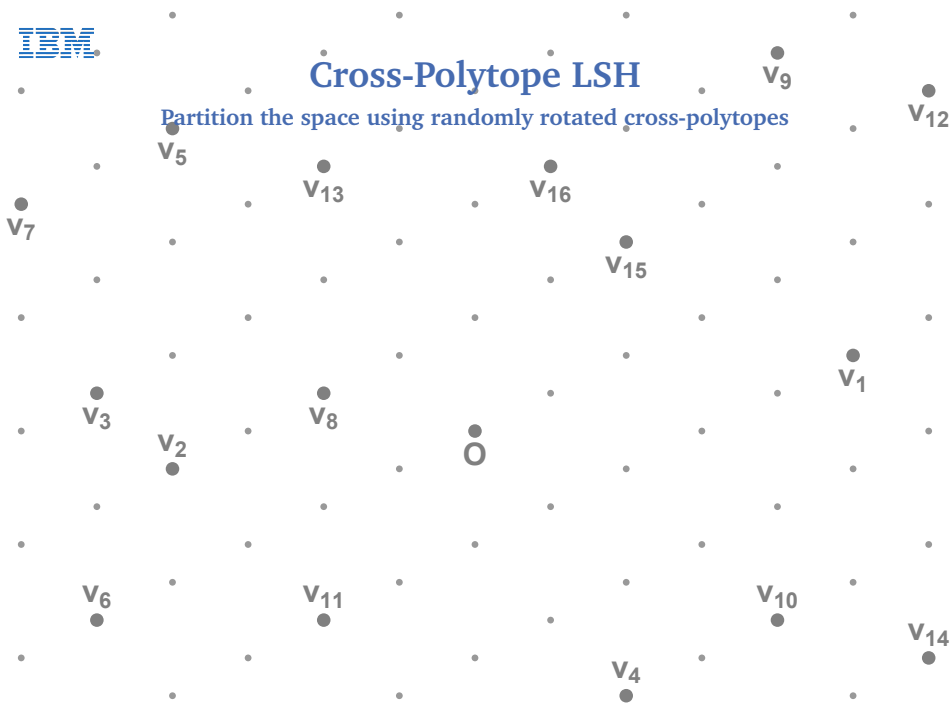 IBM
Cross-Polytope LSH
v₉
Partition the space using randomly rotated cross-polytopes
v₁₂
v₅
v₁₃
v₁₆
v₇
v₁₅
v₁
v₃
v₈
v₂
O
v₆
v₁₁
v₁₀
v₁₄
v₄